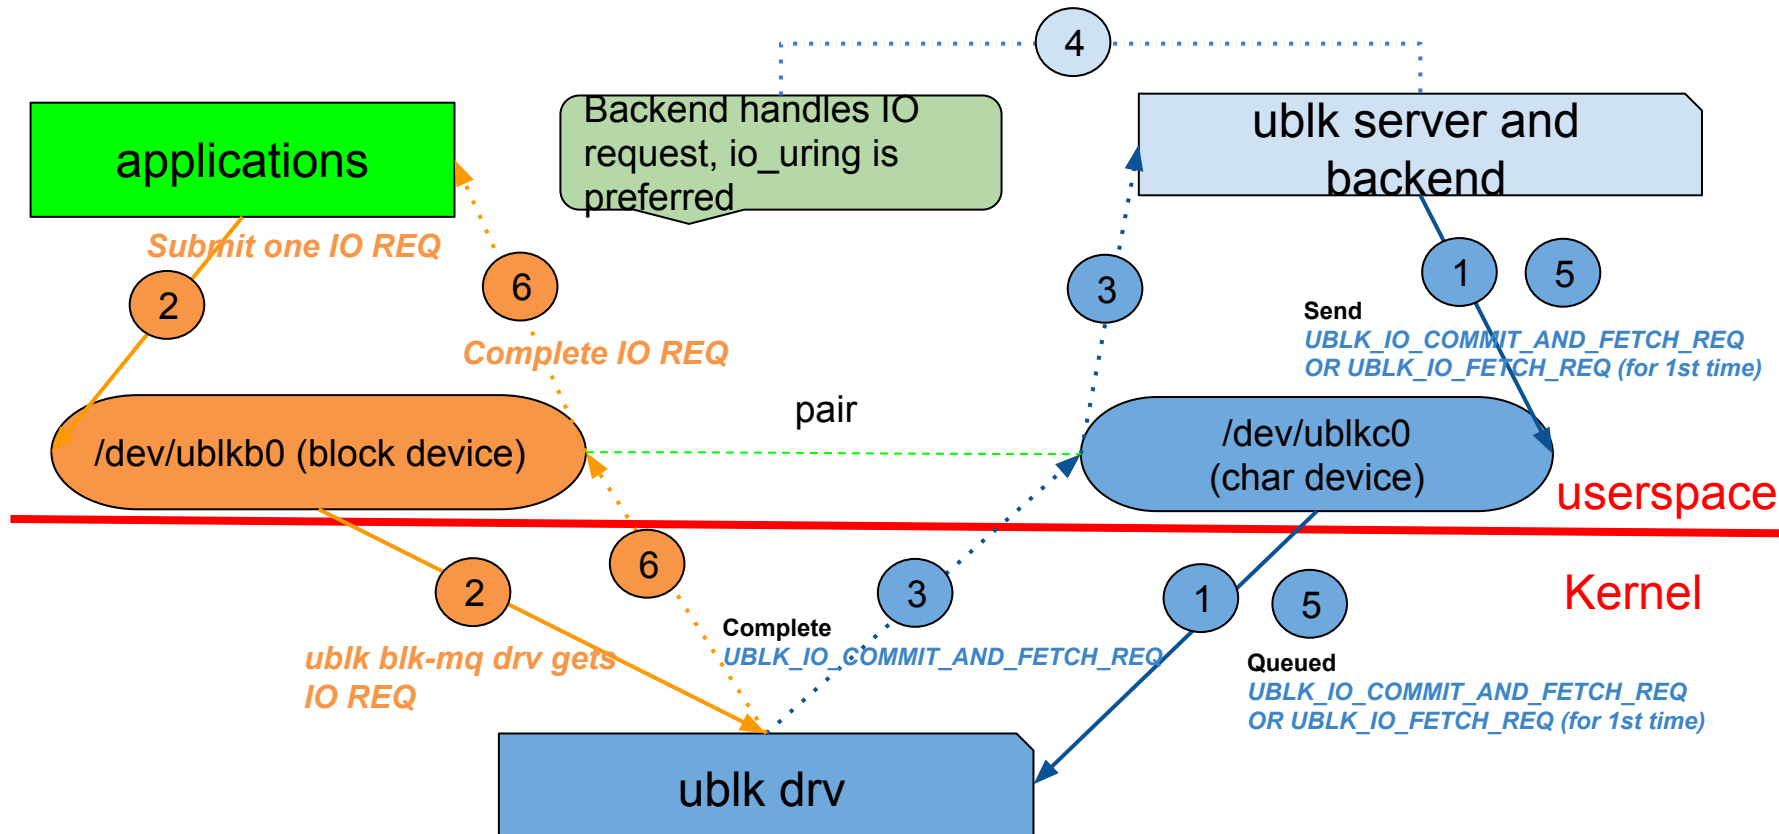 4
applications
Backend handles IO
request, io_uring is
preferred
ublk server and
backend
Submit one IO REQ
2
6
Complete IO REQ
3
1
5
Send
UBLK_IO_COMMIT_AND_FETCH_REQ
OR UBLK_IO_FETCH_REQ (for 1st time)
pair
/dev/ublkb0 (block device)
/dev/ublkc0
(char device)
userspace
Kernel
2
6
3
1
5
ublk blk-mq drv gets
IO REQ
Complete
UBLK_IO_COMMIT_AND_FETCH_REQ
Queued
UBLK_IO_COMMIT_AND_FETCH_REQ
OR UBLK_IO_FETCH_REQ (for 1st time)
ublk drv